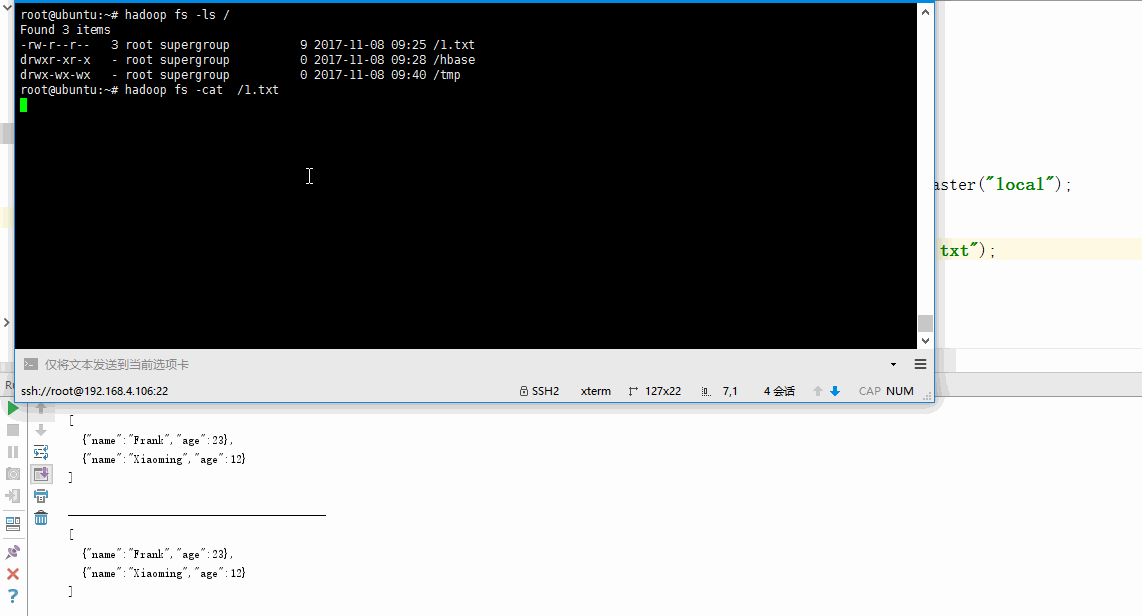 root@ubuntu:~# hadoop fs -ls /
Found 3 items
-rw-r--r--   3 root supergroup          9 2017-11-08 09:25 /1.txt
drwxr-xr-x   - root supergroup          0 2017-11-08 09:28 /hbase
drwx-wx-wx   - root supergroup          0 2017-11-08 09:40 /tmp
root@ubuntu:~# hadoop fs -cat  /1.txt
aster("local");
txt");
仅将文本发送到当前选项卡
ssh://root@192.168.4.106:22 SSH2 xterm 127x22 7,1 4 会话 CAP NUM
[
{"name":"Frank","age":23},
{"name":"Xiaoming","age":12}
]
[
{"name":"Frank","age":23},
{"name":"Xiaoming","age":12}
]